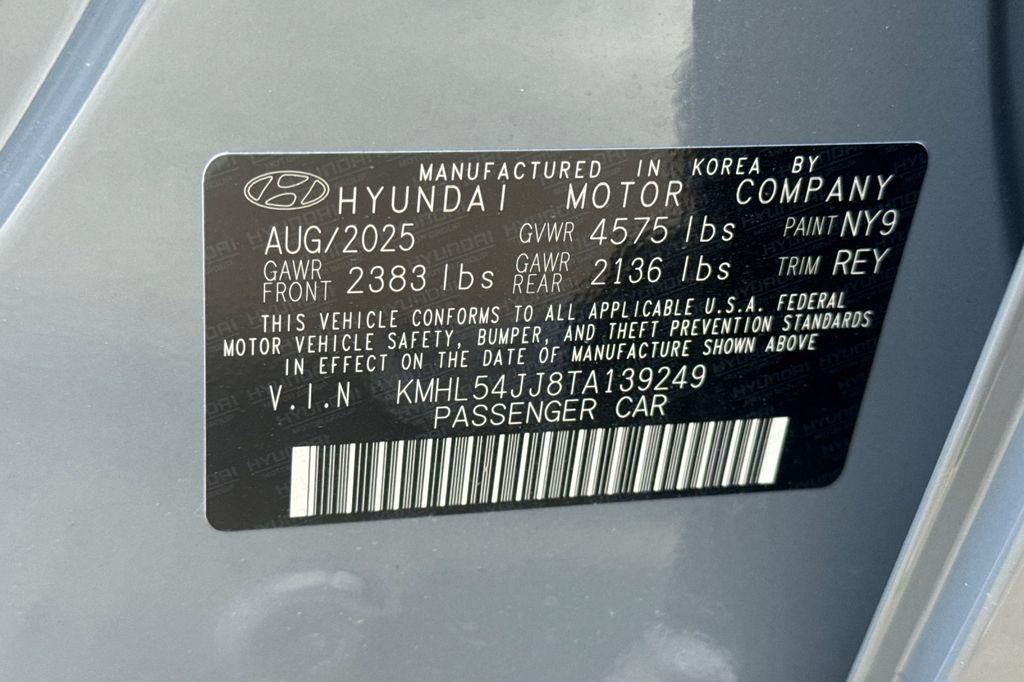 MANUFACTURED IN KOREA BY
HYUNDAI MOTOR COMPANY
AUG/2025 GVWR 4575 lbs PAINT NY9
GAWR FRONT 2383 lbs GAWR REAR 2136 lbs TRIM REY
THIS VEHICLE CONFORMS TO ALL APPLICABLE U.S.A. FEDERAL
MOTOR VEHICLE SAFETY, BUMPER, AND THEFT PREVENTION STANDARDS
IN EFFECT ON THE DATE OF MANUFACTURE SHOWN ABOVE
V.I.N KMHL54JJ8TA139249
PASSENGER CAR